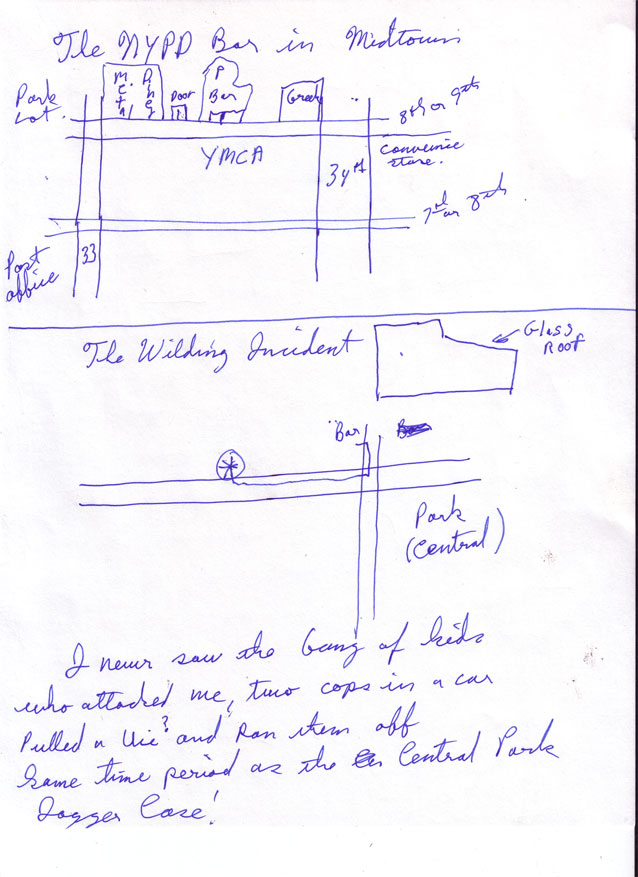 The NYPD Bar in Midtown
Park
Lot.
Door
P
Bar
Greek
8th or 9th
YMCA
34th
convenie
store.
7th or 8th
Post
office
33
The Wilding Incident
Glass
Roof
Bar
Park
(Central)
I never saw the Gang of kids
who attacked me, two cops in a car
Pulled a Uie? and Ran them off
Same time period as the Central Park
Jogger Case!